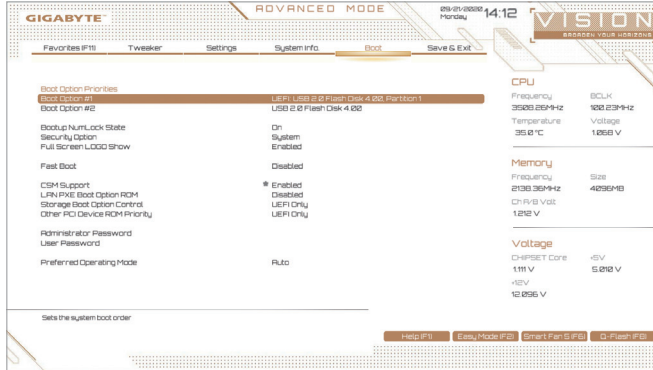 GIGABYTE™
ADVANCED MODE
09/21/2020
Monday
14:12
VISION
BROADEN YOUR HORIZONS
Favorites (F11)
Tweaker
Settings
System Info.
Boot
Save & Exit
Boot Option Priorities
Boot Option #1 UEFI: USB 2.0 Flash Disk 4.00, Partition 1
Boot Option #2 USB 2.0 Flash Disk 4.00
Bootup NumLock State On
Security Option System
Full Screen LOGO Show Enabled
Fast Boot Disabled
CSM Support * Enabled
LAN PXE Boot Option ROM Disabled
Storage Boot Option Control UEFI Only
Other PCI Device ROM Priority UEFI Only
Administrator Password
User Password
Preferred Operating Mode Auto
Sets the system boot order
CPU
Frequency BCLK
3508.26MHz 100.23MHz
Temperature Voltage
35.0 °C 1.068 V
Memory
Frequency Size
2138.36MHz 4096MB
Ch A/B Volt
1.212 V
Voltage
CHIPSET Core +5V
1.111 V 5.010 V
+12V
12.096 V
Help (F1)
Easy Mode (F2)
Smart Fan 5 (F6)
Q-Flash (F8)